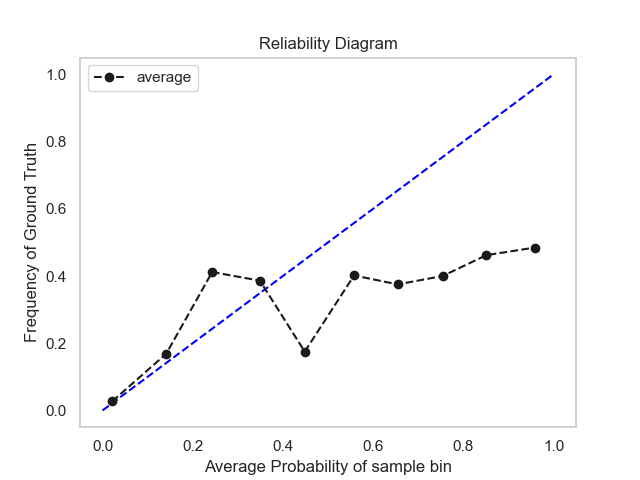 Reliability Diagram
average
Frequency of Ground Truth
1.0
0.8
0.6
0.4
0.2
0.0
0.0 0.2 0.4 0.6 0.8 1.0
Average Probability of sample bin